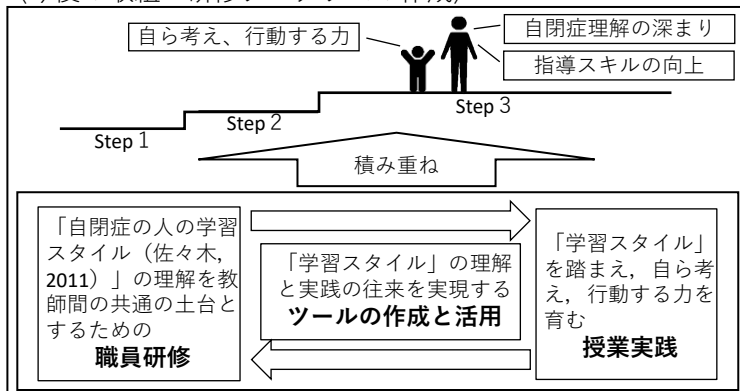 自ら考え、行動する力
自閉症理解の深まり
指導スキルの向上
Step 1
Step 2
Step 3
積み重ね
「自閉症の人の学習
スタイル（佐々木,
2011）」の理解を教
師間の共通の土台と
するための
職員研修
「学習スタイル」の理解
と実践の往来を実現する
ツールの作成と活用
「学習スタイル」
を踏まえ，自ら考
え，行動する力を
育む
授業実践